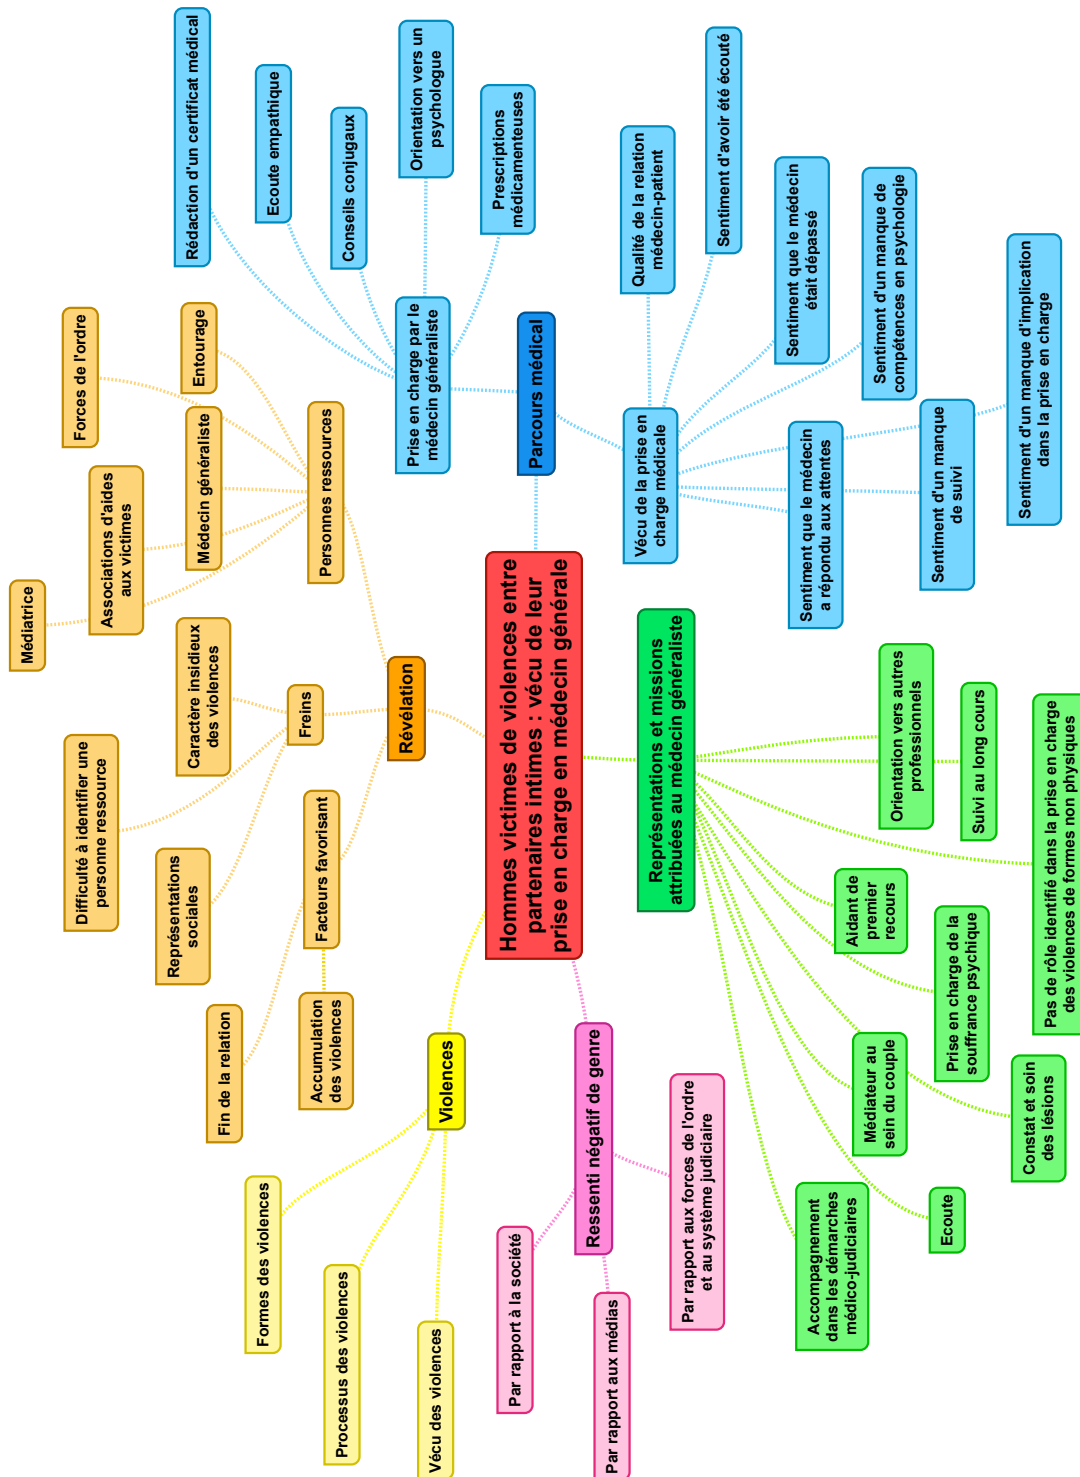 Hommes victimes de violences entre
partenaires intimes : vécu de leur
prise en charge en médecin générale
Violences
Formes des violences
Processus des violences
Vécu des violences
Révélation
Facteurs favorisant
Fin de la relation
Accumulation
des violences
Freins
Difficulté à identifier une
personne ressource
Représentations
sociales
Caractère insidieux
des violences
Personnes ressources
Médiatrice
Associations d'aides
aux victimes
Médecin généraliste
Forces de l'ordre
Entourage
Parcours médical
Prise en charge par le
médecin généraliste
Rédaction d'un certificat médical
Ecoute empathique
Conseils conjugaux
Orientation vers un
psychologue
Prescriptions
médicamenteuses
Vécu de la prise en
charge médicale
Qualité de la relation
médecin-patient
Sentiment d'avoir été écouté
Sentiment que le médecin
était dépassé
Sentiment d'un manque de
compétences en psychologie
Sentiment d'un manque d'implication
dans la prise en charge
Sentiment d'un manque
de suivi
Sentiment que le médecin
a répondu aux attentes
Représentations et missions
attribuées au médecin généraliste
Orientation vers autres
professionnels
Suivi au long cours
Pas de rôle identifié dans la prise en charge
des violences de formes non physiques
Aidant de
premier
recours
Prise en charge de la
souffrance psychique
Médiateur au
sein du couple
Constat et soin
des lésions
Ecoute
Accompagnement
dans les démarches
médico-judiciaires
Ressenti négatif de genre
Par rapport à la société
Par rapport aux médias
Par rapport aux forces de l'ordre
et au système judiciaire